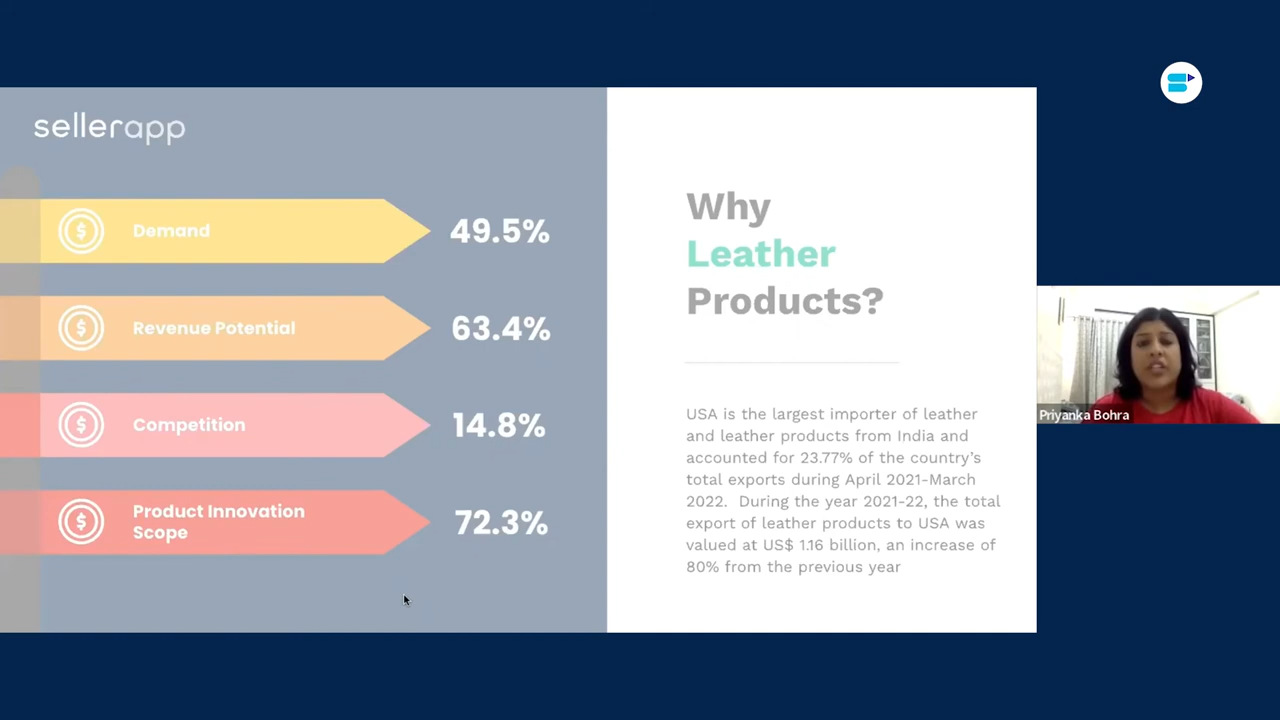 sellerapp
Demand
49.5%
Revenue Potential
63.4%
Competition
14.8%
Product Innovation
Scope
72.3%
Why
Leather
Products?
USA is the largest importer of leather
and leather products from India and
accounted for 23.77% of the country’s
total exports during April 2021-March
2022.  During the year 2021-22, the total
export of leather products to USA was
valued at US$ 1.16 billion, an increase of
80% from the previous year
Priyanka Bohra